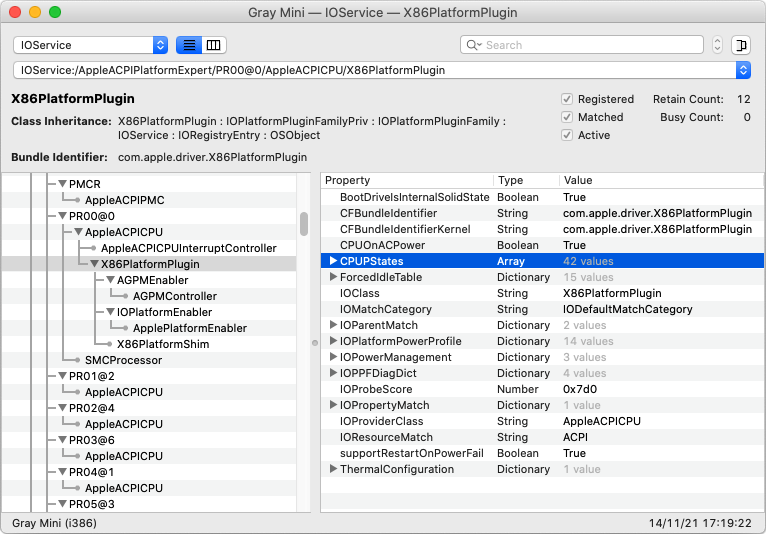 Gray Mini — IOService — X86PlatformPlugin
IOService
Search
IOService:/AppleACPIPlatformExpert/PR00@0/AppleACPICPU/X86PlatformPlugin
X86PlatformPlugin
Registered Retain Count: 12
Class Inheritance: X86PlatformPlugin : IOPlatformPluginFamilyPriv : IOPlatformPluginFamily :
Matched Busy Count: 0
IOService : IORegistryEntry : OSObject
Active
Bundle Identifier: com.apple.driver.X86PlatformPlugin
PMCR
AppleACPIPMC
PR00@0
AppleACPICPU
AppleACPICPUInterruptController
X86PlatformPlugin
AGPMEnabler
AGPMController
IOPlatformEnabler
ApplePlatformEnabler
X86PlatformShim
SMCProcessor
PR01@2
AppleACPICPU
PR02@4
AppleACPICPU
PR03@6
AppleACPICPU
PR04@1
AppleACPICPU
PR05@3
Property Type Value
BootDriveIsInternalSolidState Boolean True
CFBundleIdentifier String com.apple.driver.X86PlatformPlugin
CFBundleIdentifierKernel String com.apple.driver.X86PlatformPlugin
CPUOnACPower Boolean True
CPUPStates Array 42 values
ForcedIdleTable Dictionary 15 values
IOClass String X86PlatformPlugin
IOMatchCategory String IODefaultMatchCategory
IOParentMatch Dictionary 2 values
IOPlatformPowerProfile Dictionary 14 values
IOPowerManagement Dictionary 3 values
IOPPFDiagDict Dictionary 4 values
IOProbeScore Number 0x7d0
IOPropertyMatch Dictionary 1 value
IOProviderClass String AppleACPICPU
IOResourceMatch String ACPI
supportRestartOnPowerFail Boolean True
ThermalConfiguration Dictionary 1 value
Gray Mini (i386) 14/11/21 17:19:22